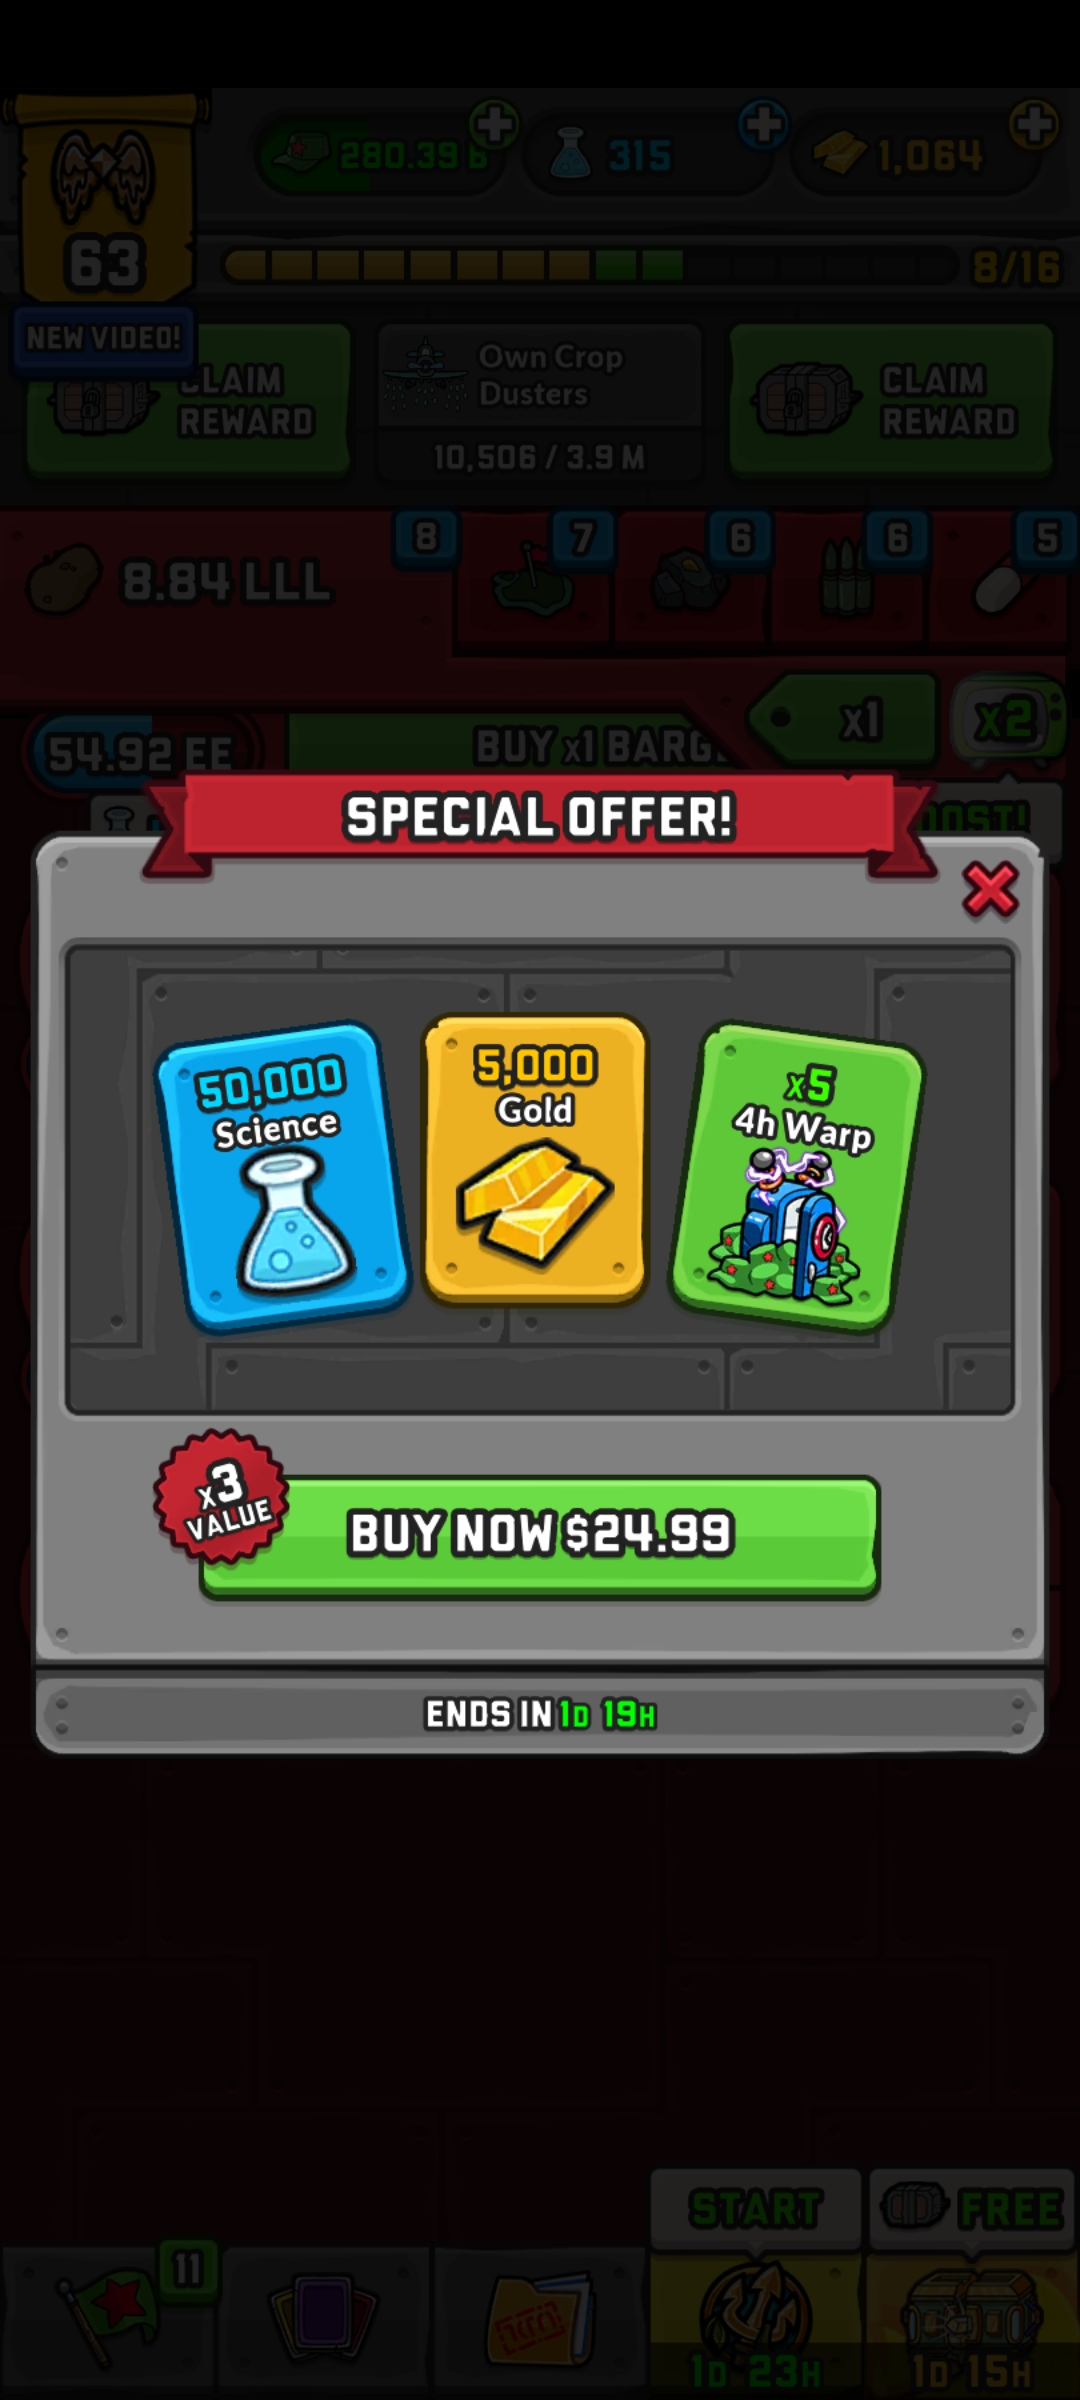 280.39 b
315
1,064
63
8/16
NEW VIDEO!
CLAIM
REWARD
Own Crop
Dusters
10,506 / 3.9 M
CLAIM
REWARD
8.84 LLL
8
7
6
6
5
x1
x2
54.92 EE
BUY x1
SPECIAL OFFER!
50,000
Science
5,000
Gold
x5
4h Warp
x3
VALUE
BUY NOW $24.99
ENDS IN 1D 19H
START
FREE
11
1D 23H
1D 15H